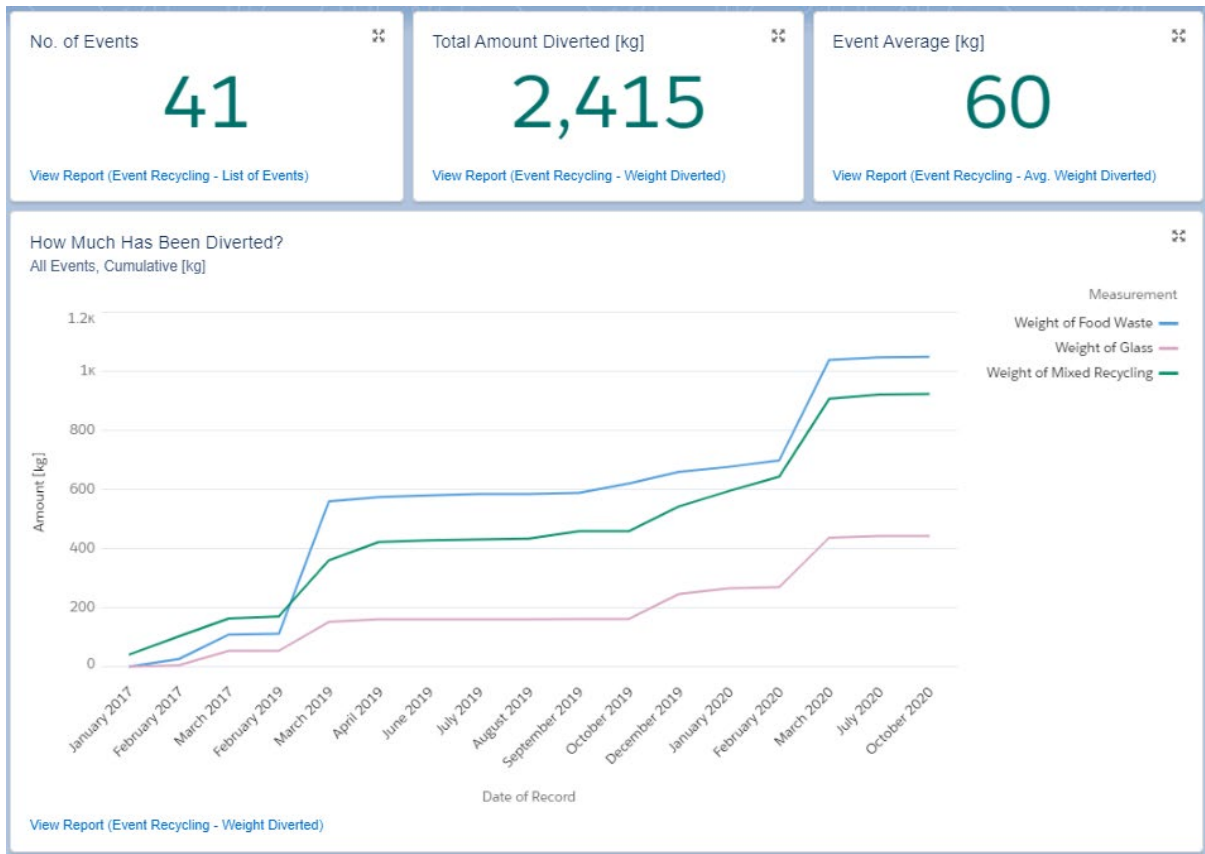 No. of Events
41
View Report (Event Recycling - List of Events)
Total Amount Diverted [kg]
2,415
View Report (Event Recycling - Weight Diverted)
Event Average [kg]
60
View Report (Event Recycling - Avg. Weight Diverted)
How Much Has Been Diverted?
All Events, Cumulative [kg]
Measurement
Weight of Food Waste
Weight of Glass
Weight of Mixed Recycling
Amount [kg]
1.2K
1K
800
600
400
200
0
January 2017
February 2017
March 2017
February 2019
March 2019
April 2019
June 2019
July 2019
August 2019
September 2019
October 2019
December 2019
January 2020
February 2020
March 2020
July 2020
October 2020
Date of Record
View Report (Event Recycling - Weight Diverted)